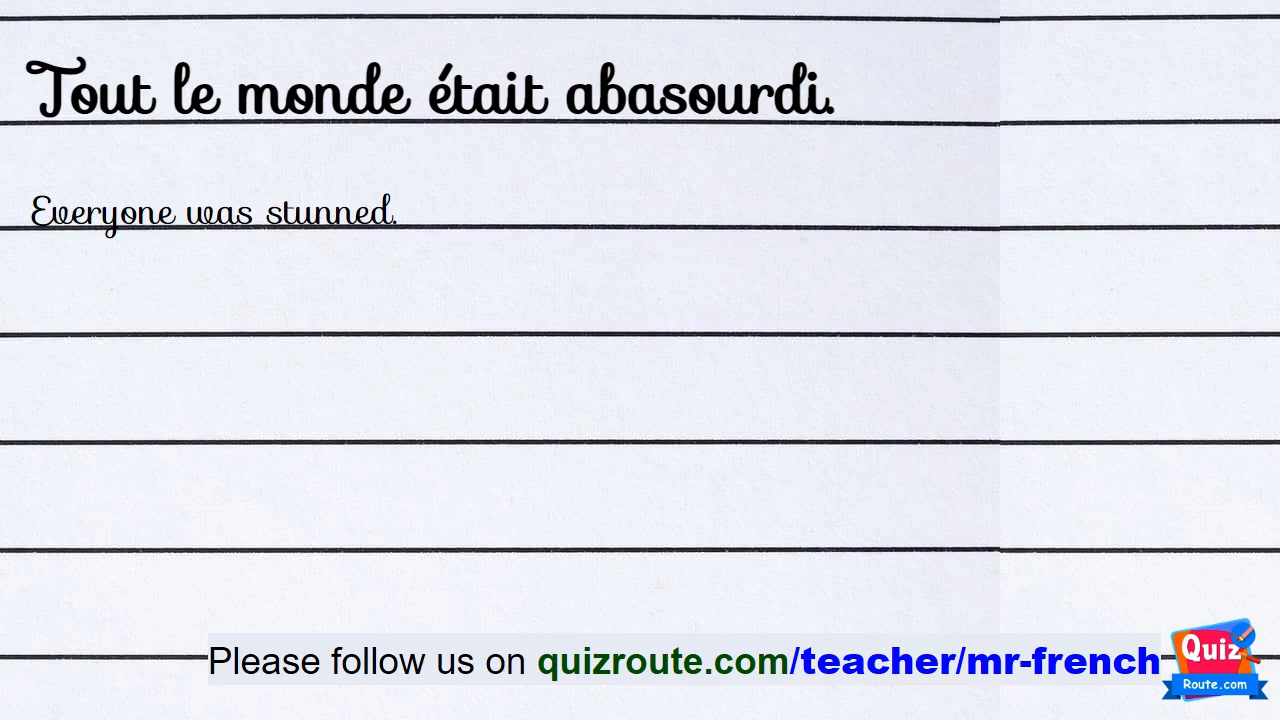 Tout le monde était abasourdi.
Everyone was stunned.
Please follow us on quizroute.com/teacher/mr-french
Quiz
Route.com